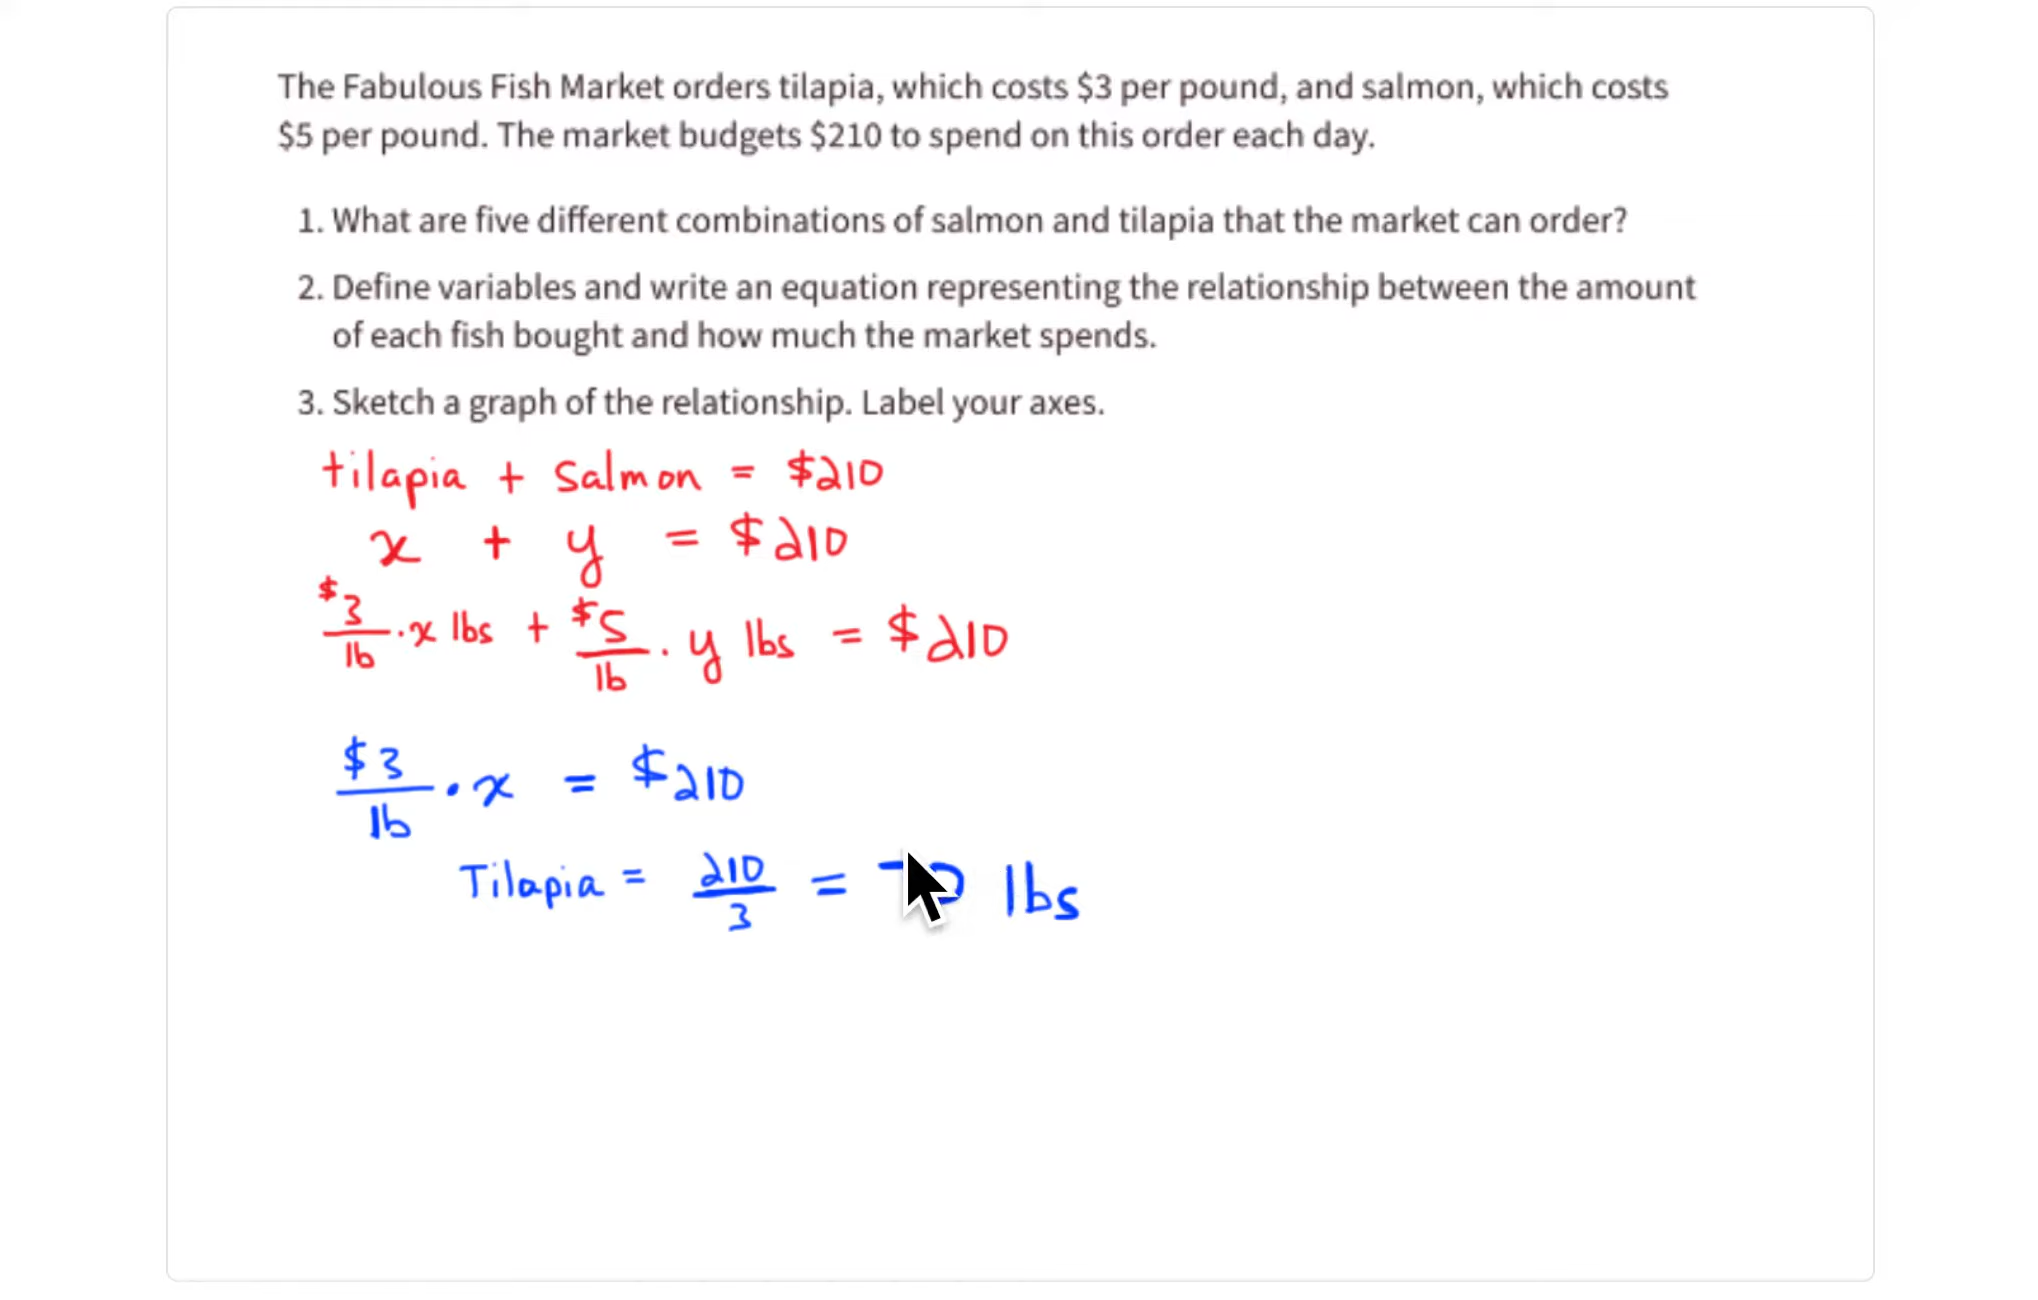 The Fabulous Fish Market orders tilapia, which costs $3 per pound, and salmon, which costs
$5 per pound. The market budgets $210 to spend on this order each day.
1. What are five different combinations of salmon and tilapia that the market can order?
2. Define variables and write an equation representing the relationship between the amount
of each fish bought and how much the market spends.
3. Sketch a graph of the relationship. Label your axes.
tilapia + salmon = $210
x + y = $210
$3/lb · x lbs + $5/lb · y lbs = $210
$3/lb · x = $210
Tilapia = 210/3 = lbs